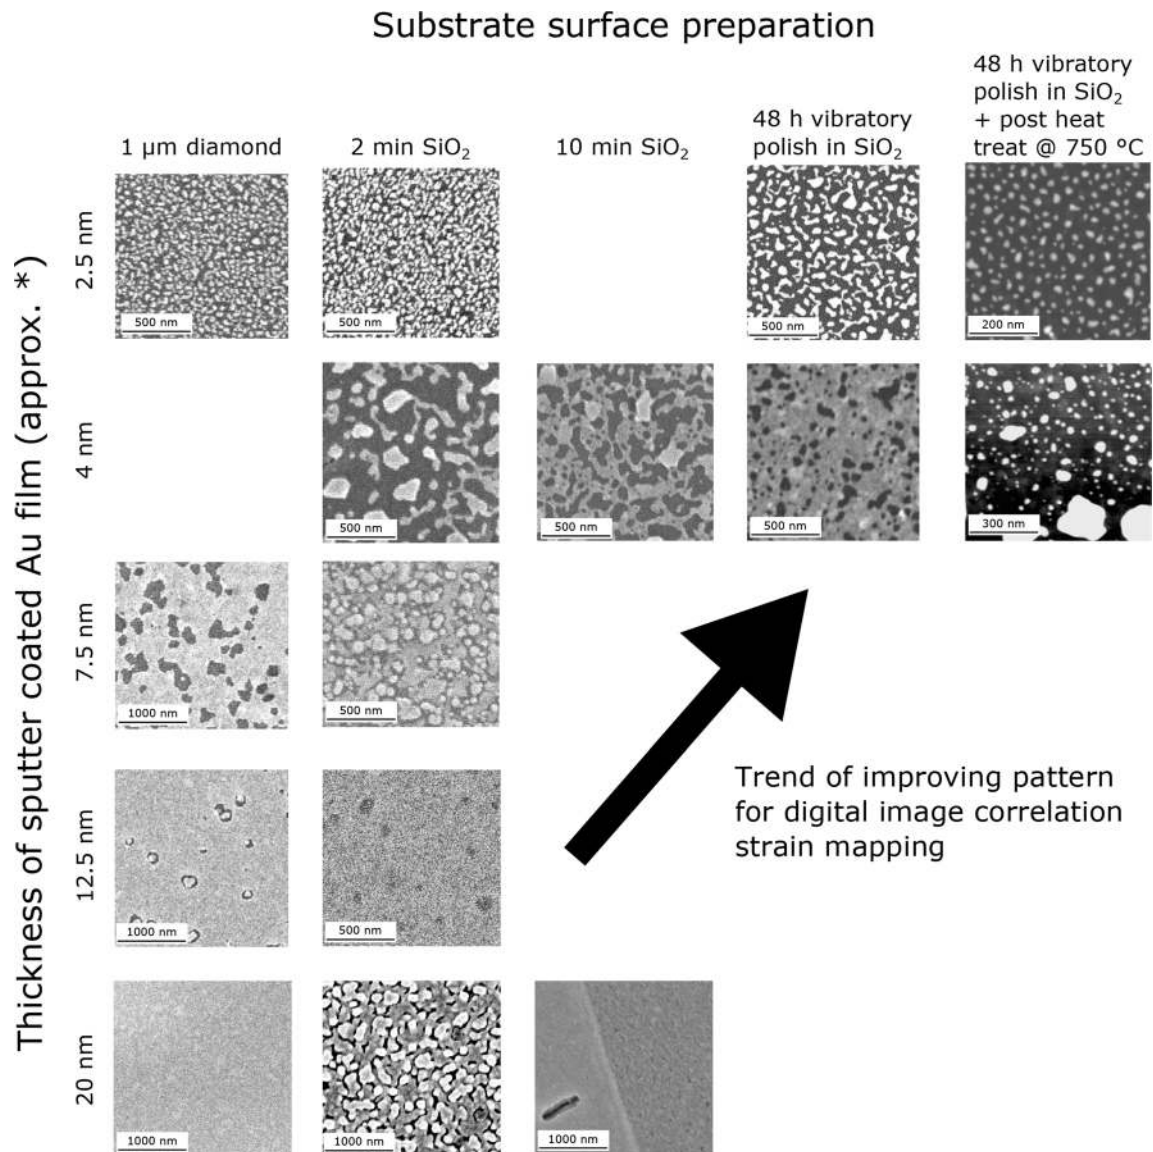 Substrate surface preparation
1 µm diamond
2 min SiO₂
10 min SiO₂
48 h vibratory
polish in SiO₂
48 h vibratory
polish in SiO₂
+ post heat
treat @ 750 °C
Thickness of sputter coated Au film (approx. *)
2.5 nm
500 nm
500 nm
500 nm
200 nm
4 nm
500 nm
500 nm
500 nm
300 nm
7.5 nm
1000 nm
500 nm
12.5 nm
1000 nm
500 nm
Trend of improving pattern
for digital image correlation
strain mapping
20 nm
1000 nm
1000 nm
1000 nm